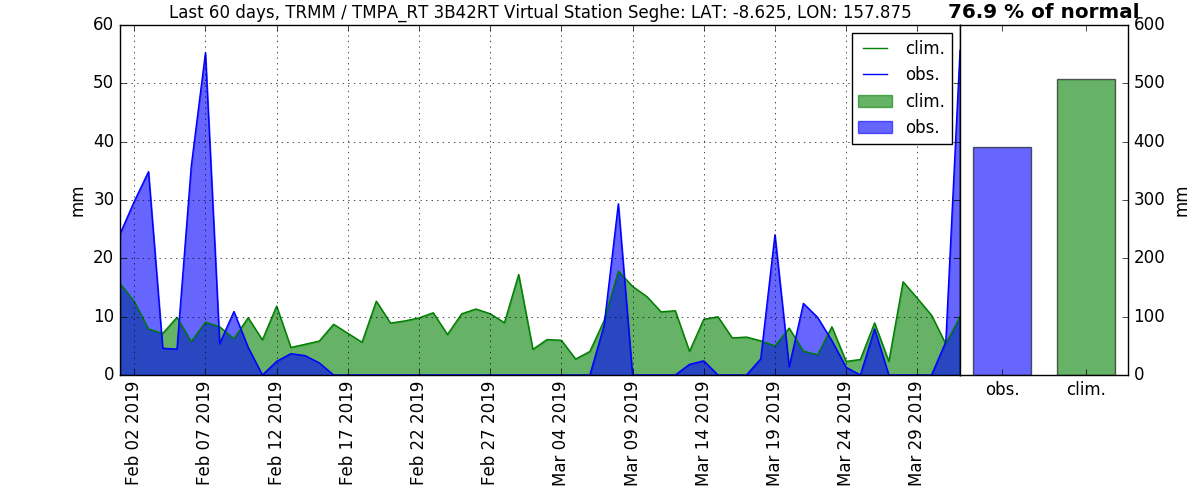 Last 60 days, TRMM / TMPA_RT 3B42RT Virtual Station Seghe: LAT: -8.625, LON: 157.875
76.9 % of normal
60
50
40
30
20
10
0
mm
clim.
obs.
clim.
obs.
600
500
400
300
200
100
0
mm
Feb 02 2019
Feb 07 2019
Feb 12 2019
Feb 17 2019
Feb 22 2019
Feb 27 2019
Mar 04 2019
Mar 09 2019
Mar 14 2019
Mar 19 2019
Mar 24 2019
Mar 29 2019
obs.
clim.